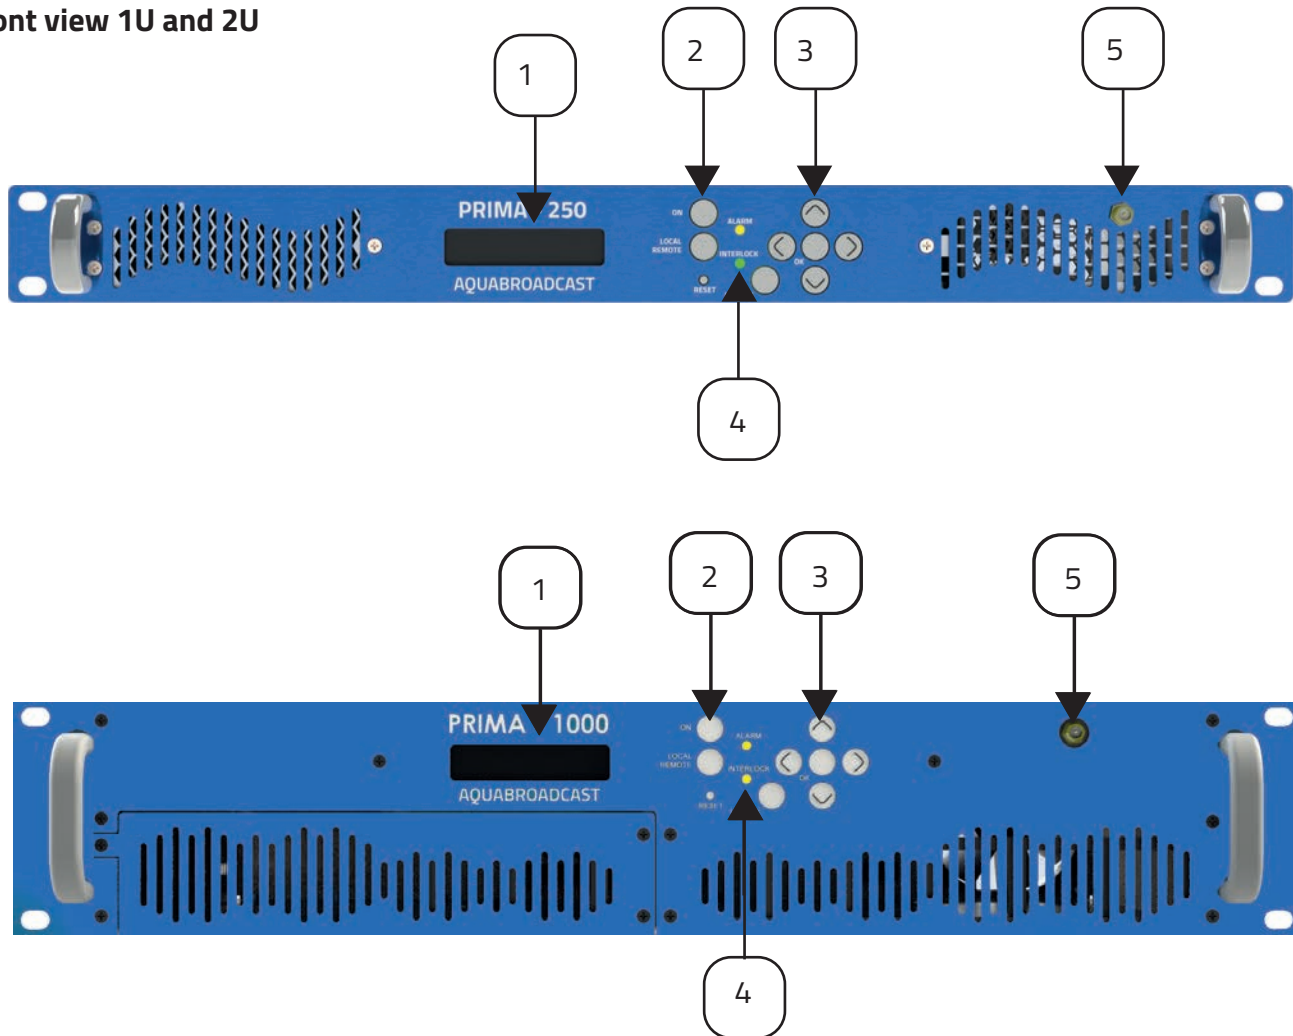 ont view 1U and 2U
1
2
3
5
PRIMA 250
ON
ALARM
LOCAL
REMOTE
INTERLOCK
OK
AQUABROADCAST
RESET
4
1
2
3
5
PRIMA 1000
ON
ALARM
LOCAL
REMOTE
INTERLOCK
OK
AQUABROADCAST
RESET
4